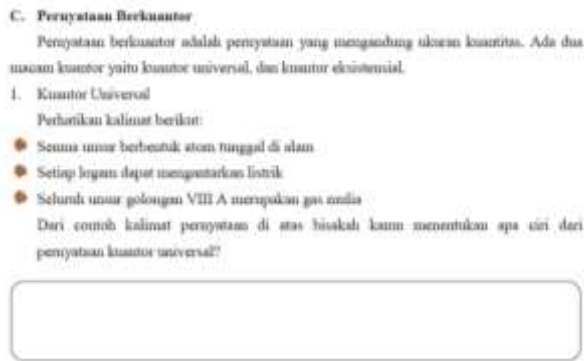 C. Pernyataan Berkuantor
Pernyataan berkuantor adalah pernyataan yang mengandung ukuran kuantitas. Ada dua
macam kuantor yaitu kuantor universal, dan kuantor eksistensial.
1. Kuantor Universal
Perhatikan kalimat berikut:
Semua unsur berbentuk atom tunggal di alam
Setiap logam dapat mengantarkan listrik
Seluruh unsur golongan VIII A merupakan gas mulia
Dari contoh kalimat pernyataan di atas bisakah kamu menentukan apa ciri dari
pernyataan kuantor universal?